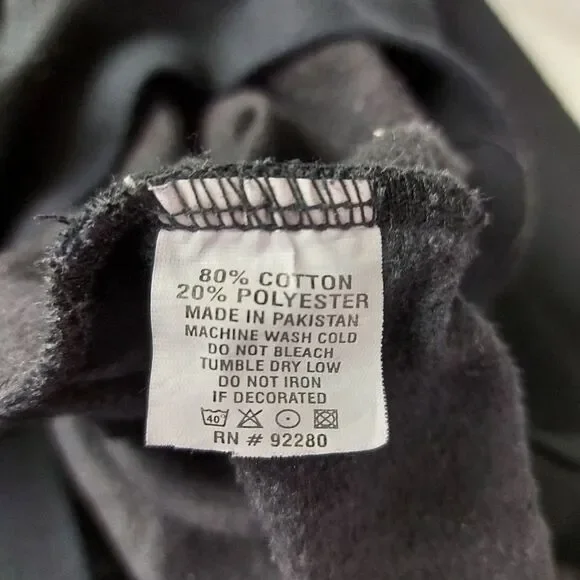 80% COTTON
20% POLYESTER
MADE IN PAKISTAN
MACHINE WASH COLD
DO NOT BLEACH
TUMBLE DRY LOW
DO NOT IRON
IF DECORATED
40°
RN # 92280